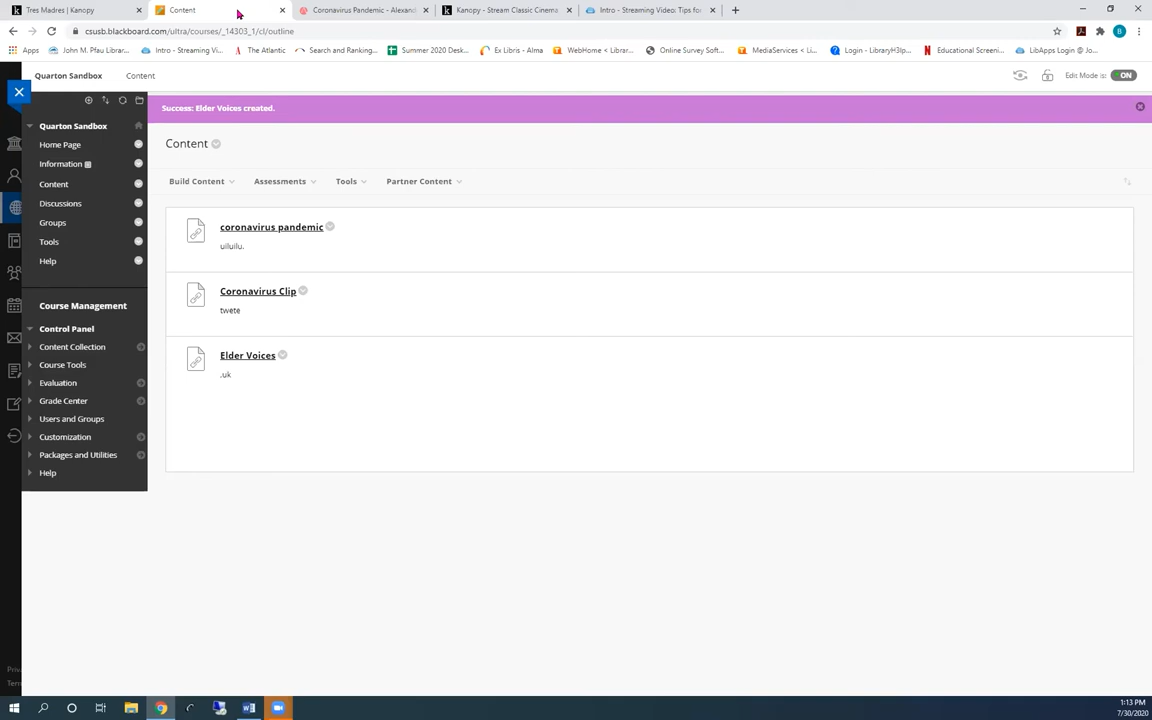 Tres Madres | Kanopy
Content
Coronavirus Pandemic - Alexand
Kanopy - Stream Classic Cinema
Intro - Streaming Video: Tips for
csusb.blackboard.com/ultra/courses/_14303_1/cl/outline
Apps
John M. Pfau Librar...
Intro - Streaming Vi...
The Atlantic
Search and Ranking...
Summer 2020 Desk...
Ex Libris - Alma
WebHome < Librar...
Online Survey Soft...
MediaServices < Li...
Login - LibraryH3lp...
Educational Screeni...
LibApps Login @ Jo...
Quarton Sandbox
Content
Edit Mode is:
ON
Success: Elder Voices created.
Quarton Sandbox
Home Page
Information
Content
Discussions
Groups
Tools
Help
Course Management
Control Panel
Content Collection
Course Tools
Evaluation
Grade Center
Users and Groups
Customization
Packages and Utilities
Help
Content
Build Content
Assessments
Tools
Partner Content
coronavirus pandemic
uiluilu.
Coronavirus Clip
twete
Elder Voices
.uk
Priv
Tern
1:13 PM
7/30/2020